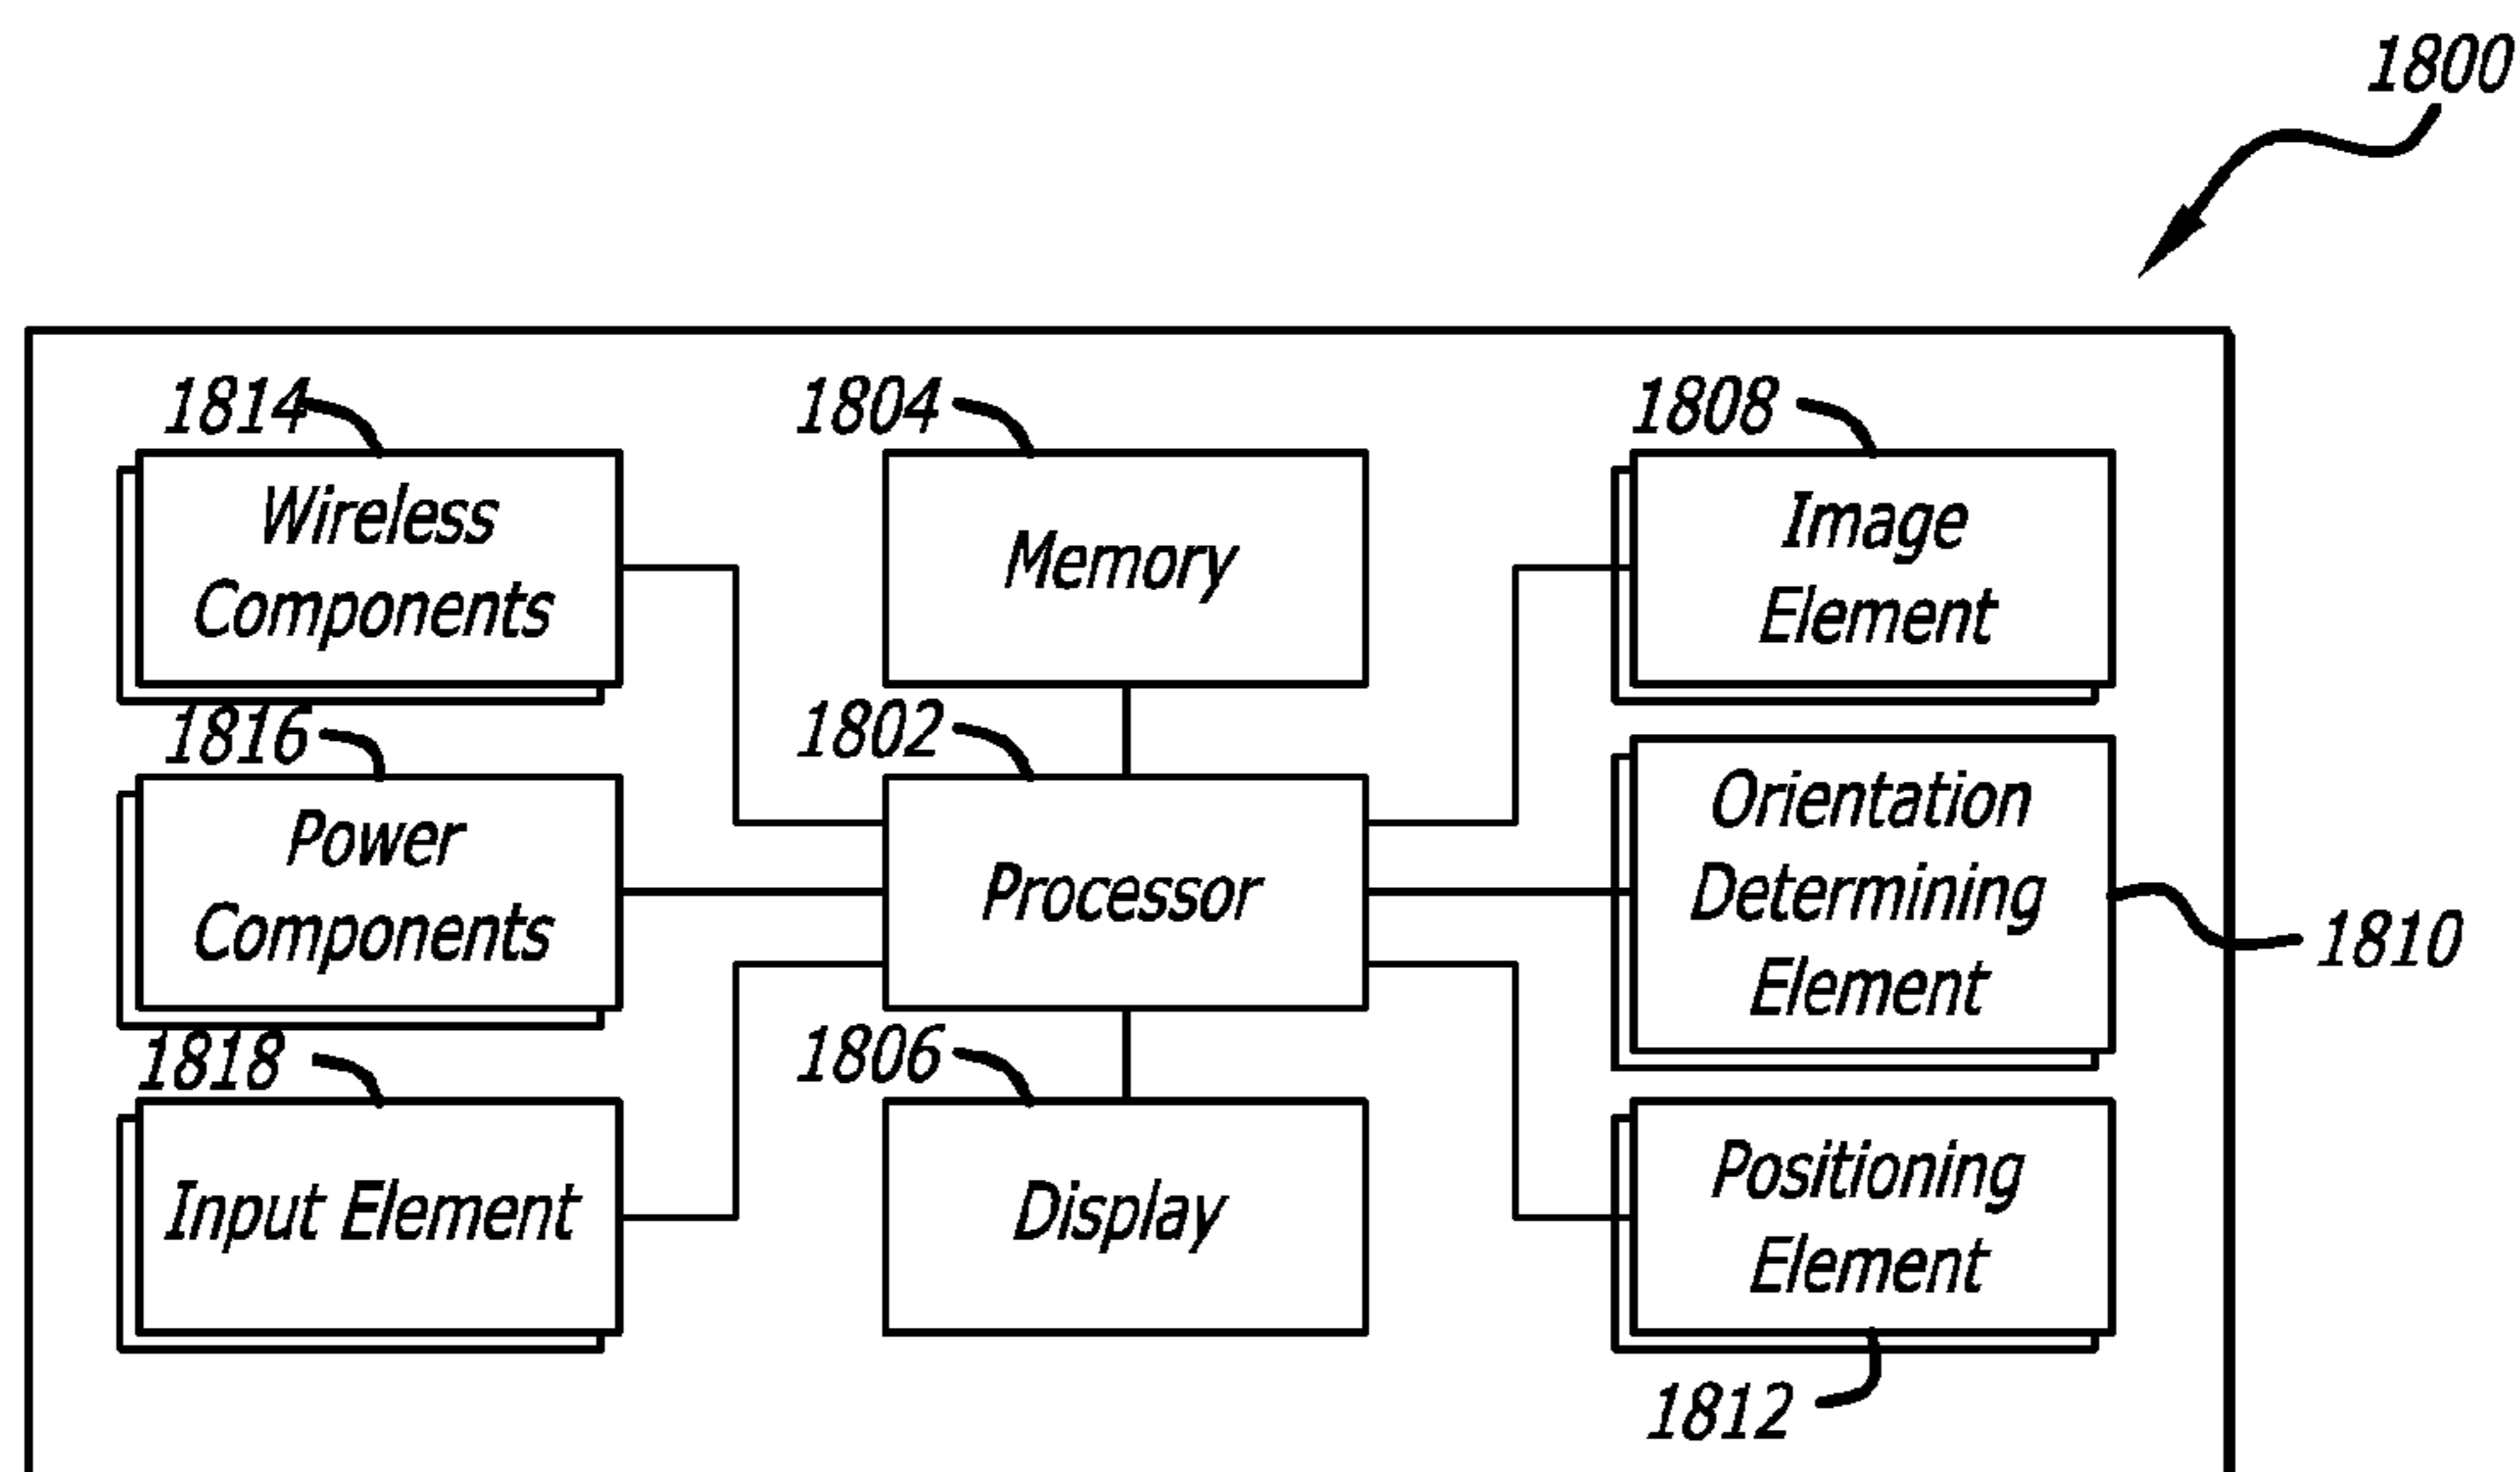 1800
1814
1804
1808
Wireless
Components
Memory
Image
Element
1816
1802
Power
Components
Processor
Orientation
Determining
Element
1810
1818
1806
Input Element
Display
Positioning
Element
1812